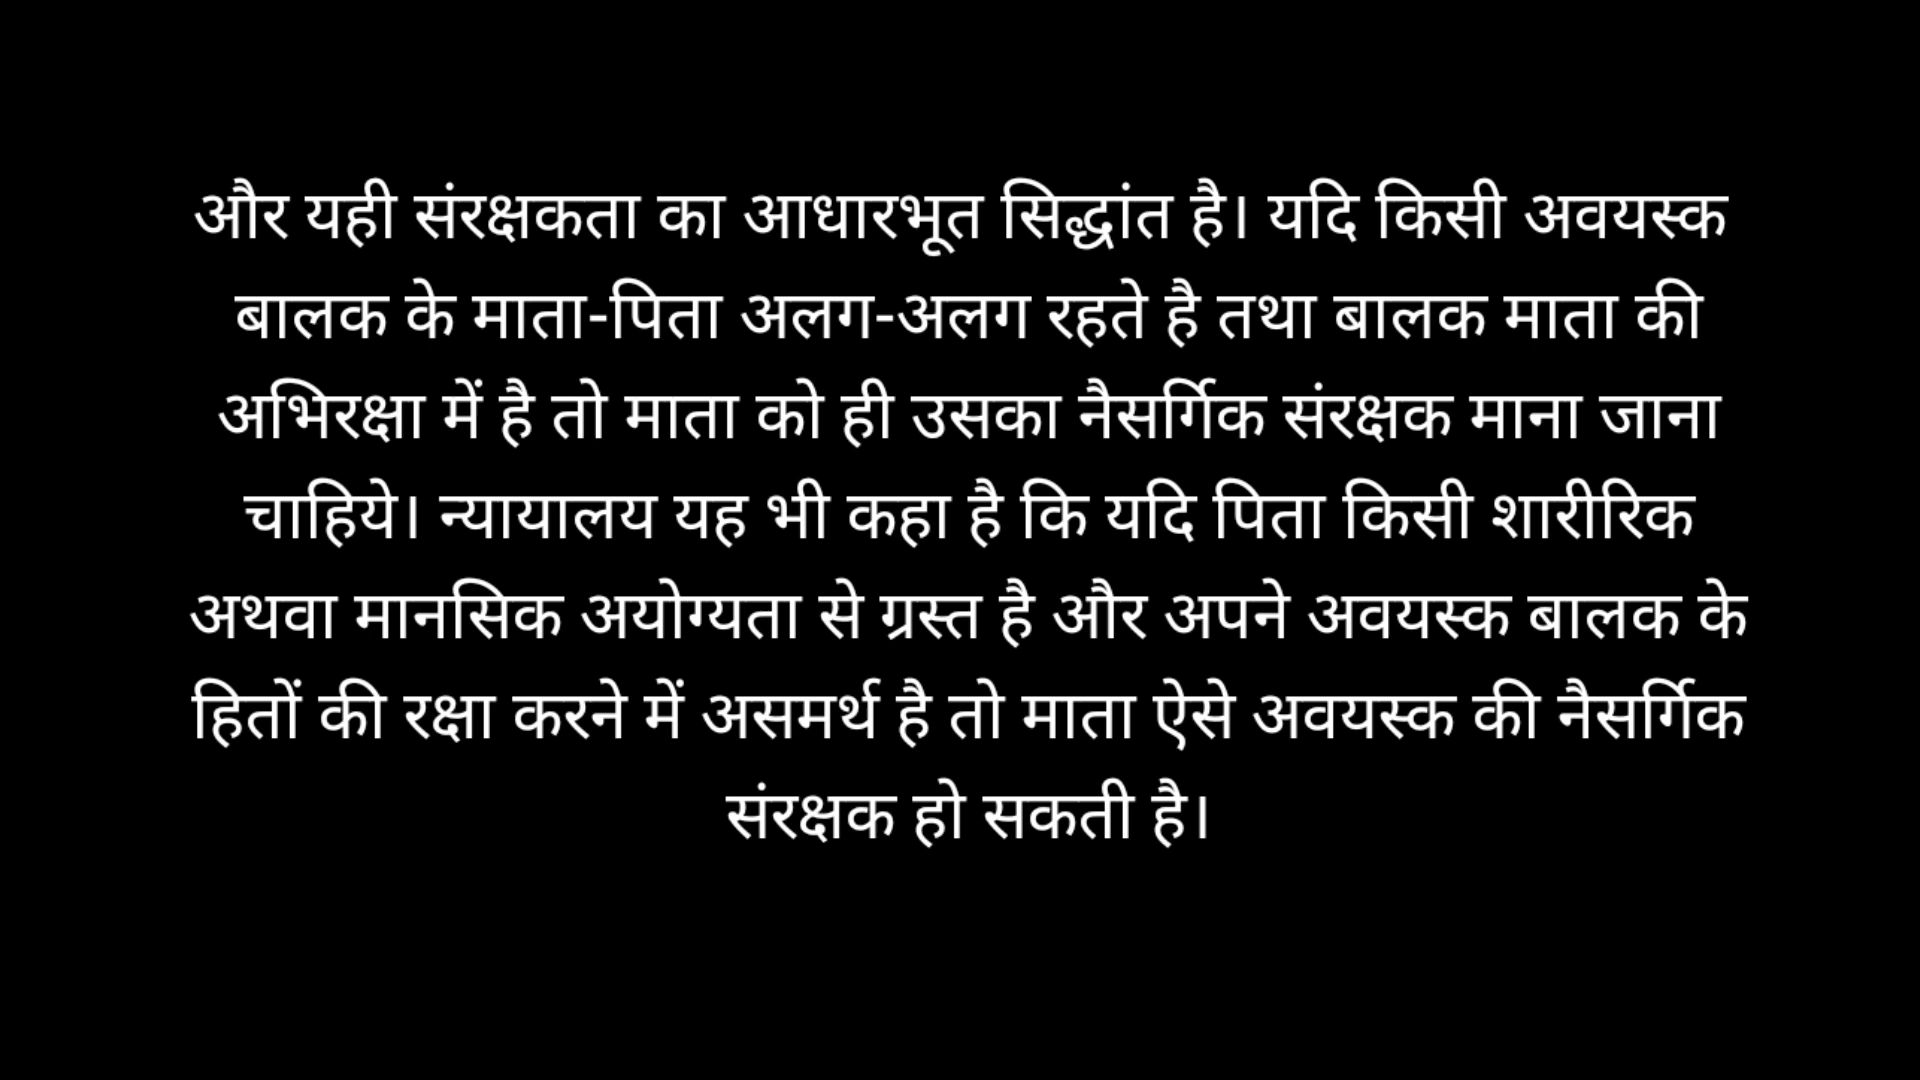 और यही संरक्षकता का आधारभूत सिद्धांत है। यदि किसी अवयस्क
बालक के माता-पिता अलग-अलग रहते है तथा बालक माता की
अभिरक्षा में है तो माता को ही उसका नैसर्गिक संरक्षक माना जाना
चाहिये। न्यायालय यह भी कहा है कि यदि पिता किसी शारीरिक
अथवा मानसिक अयोग्यता से ग्रस्त है और अपने अवयस्क बालक के
हितों की रक्षा करने में असमर्थ है तो माता ऐसे अवयस्क की नैसर्गिक
संरक्षक हो सकती है।